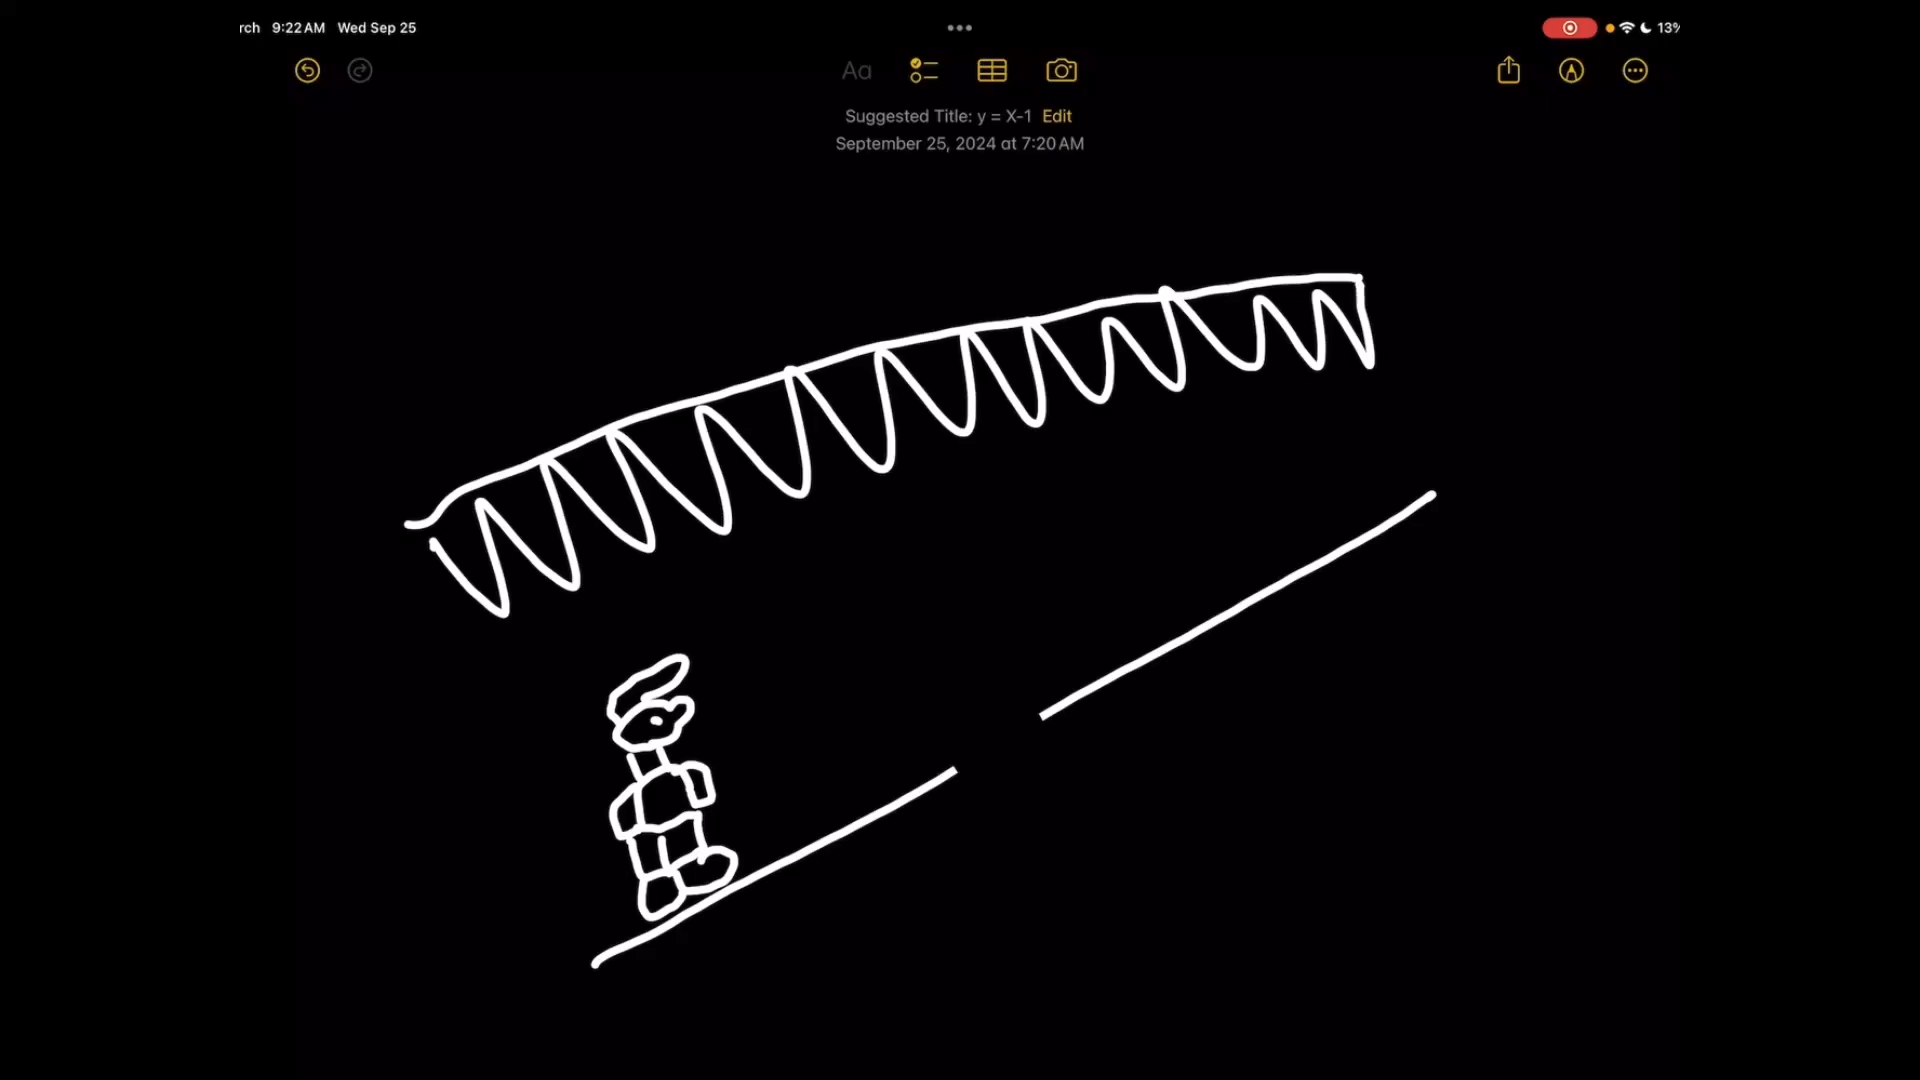 rch 9:22 AM Wed Sep 25
13%
Aa
Suggested Title: y = X-1 Edit
September 25, 2024 at 7:20 AM